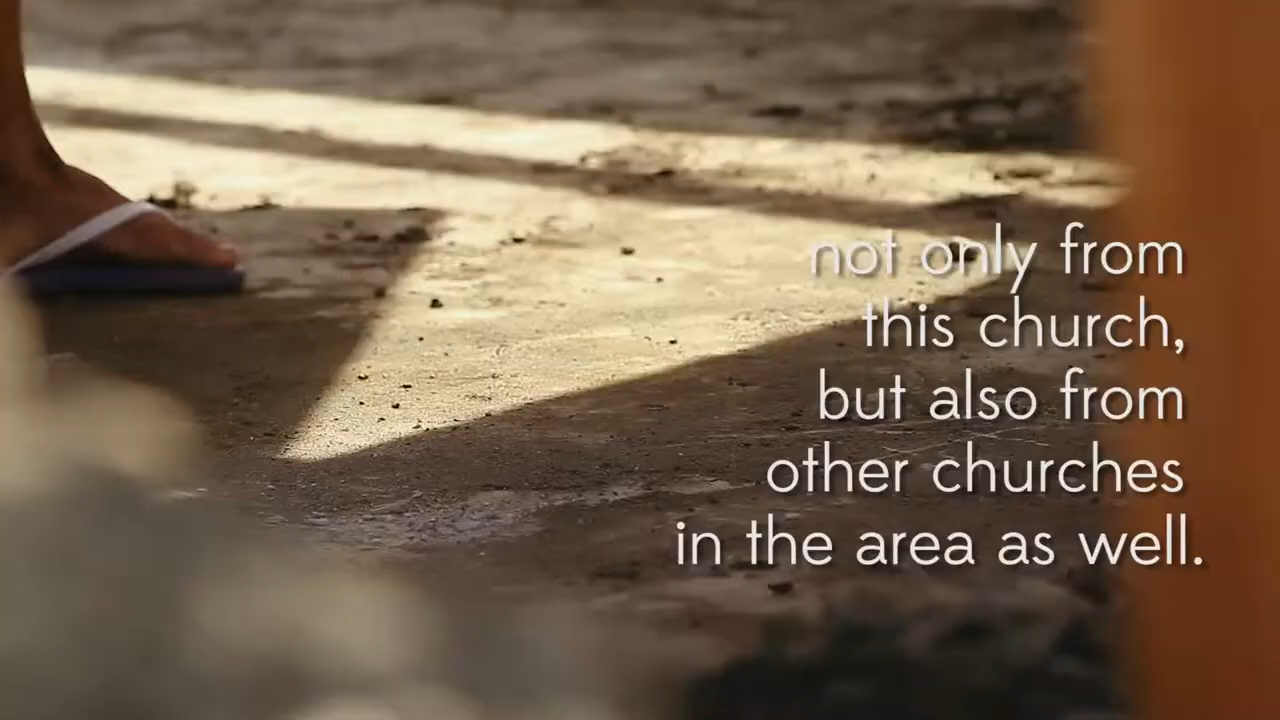 not only from
this church,
but also from
other churches
in the area as well.